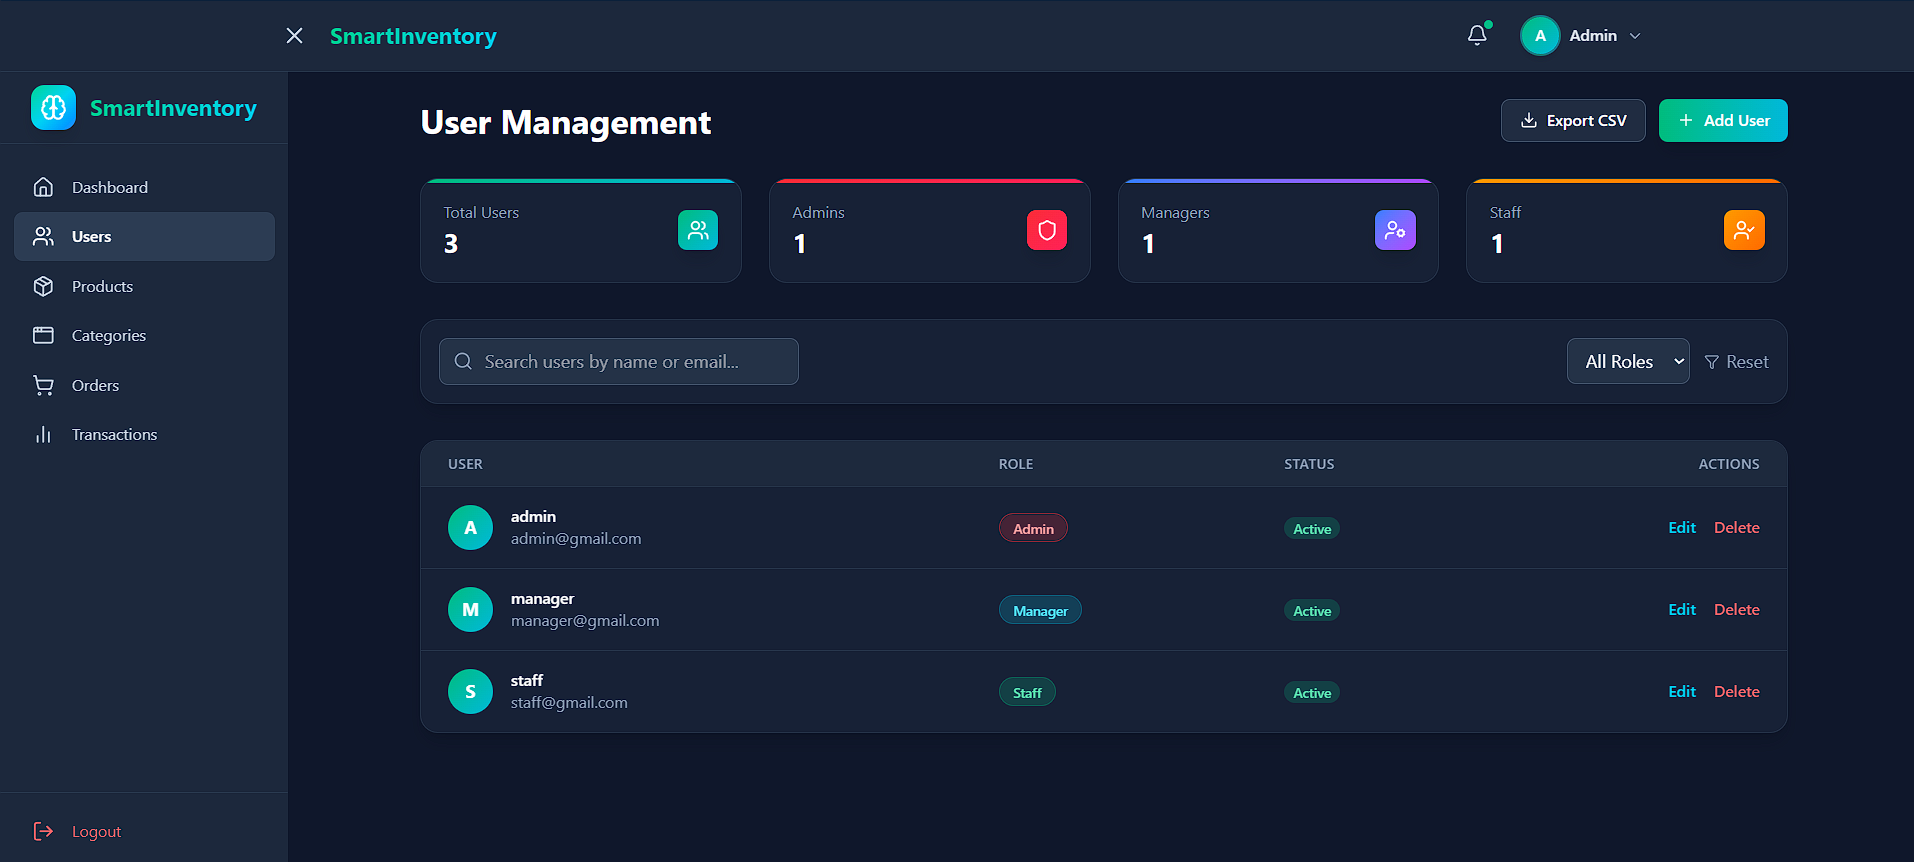 SmartInventory
A Admin
SmartInventory
Dashboard
Users
Products
Categories
Orders
Transactions
Logout
User Management
Export CSV
Add User
Total Users
3
Admins
1
Managers
1
Staff
1
Search users by name or email...
All Roles
Reset
USER ROLE STATUS ACTIONS
A admin Admin Active Edit Delete
admin@gmail.com
M manager Manager Active Edit Delete
manager@gmail.com
S staff Staff Active Edit Delete
staff@gmail.com